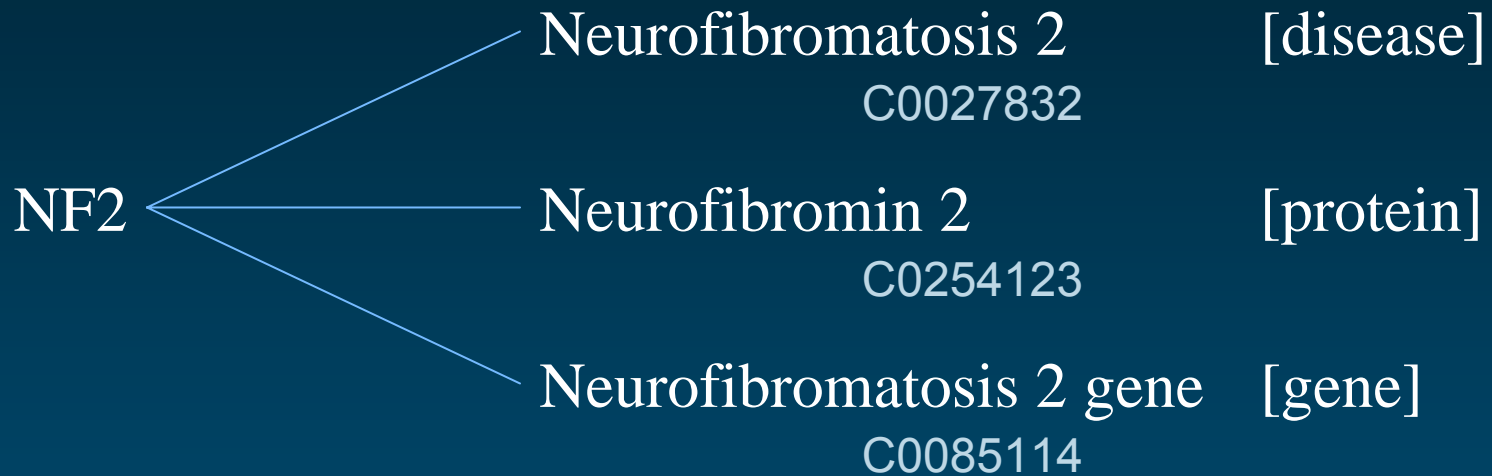 Neurofibromatosis 2 [disease]
C0027832
NF2 Neurofibromin 2 [protein]
C0254123
Neurofibromatosis 2 gene [gene]
C0085114